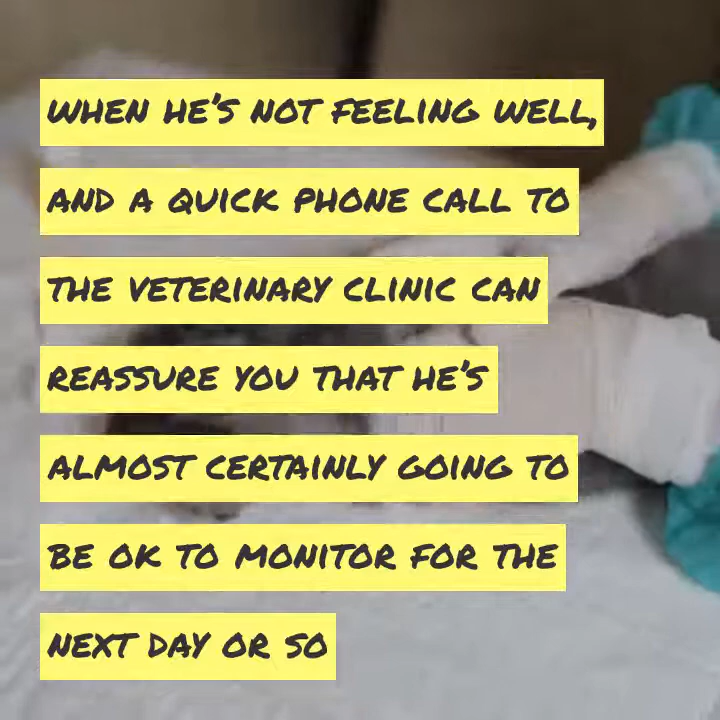 WHEN HE'S NOT FEELING WELL,
AND A QUICK PHONE CALL TO
THE VETERINARY CLINIC CAN
REASSURE YOU THAT HE'S
ALMOST CERTAINLY GOING TO
BE OK TO MONITOR FOR THE
NEXT DAY OR SO